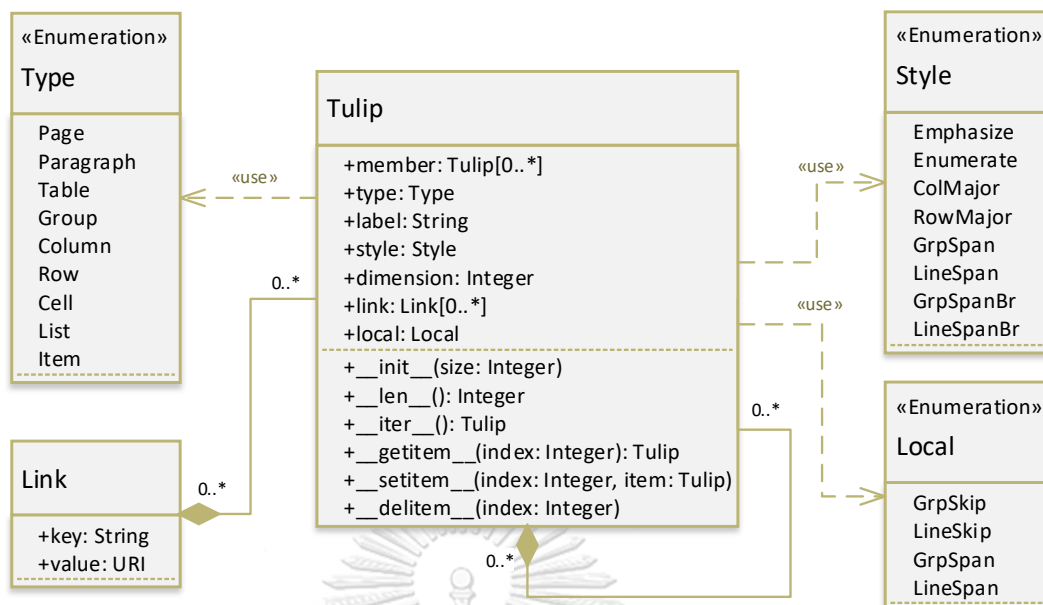 «Enumeration»
Type
Page
Paragraph
Table
Group
Column
Row
Cell
List
Item
«use»
Tulip
+member: Tulip[0..*]
+type: Type
+label: String
+style: Style
+dimension: Integer
+link: Link[0..*]
+local: Local
+__init__(size: Integer)
+__len__(): Integer
+__iter__(): Tulip
+__getitem__(index: Integer): Tulip
+__setitem__(index: Integer, item: Tulip)
+__delitem__(index: Integer)
«use»
«Enumeration»
Style
Emphasize
Enumerate
ColMajor
RowMajor
GrpSpan
LineSpan
GrpSpanBr
LineSpanBr
«use»
0..*
Link
+key: String
+value: URI
0..*
0..*
0..*
«Enumeration»
Local
GrpSkip
LineSkip
GrpSpan
LineSpan